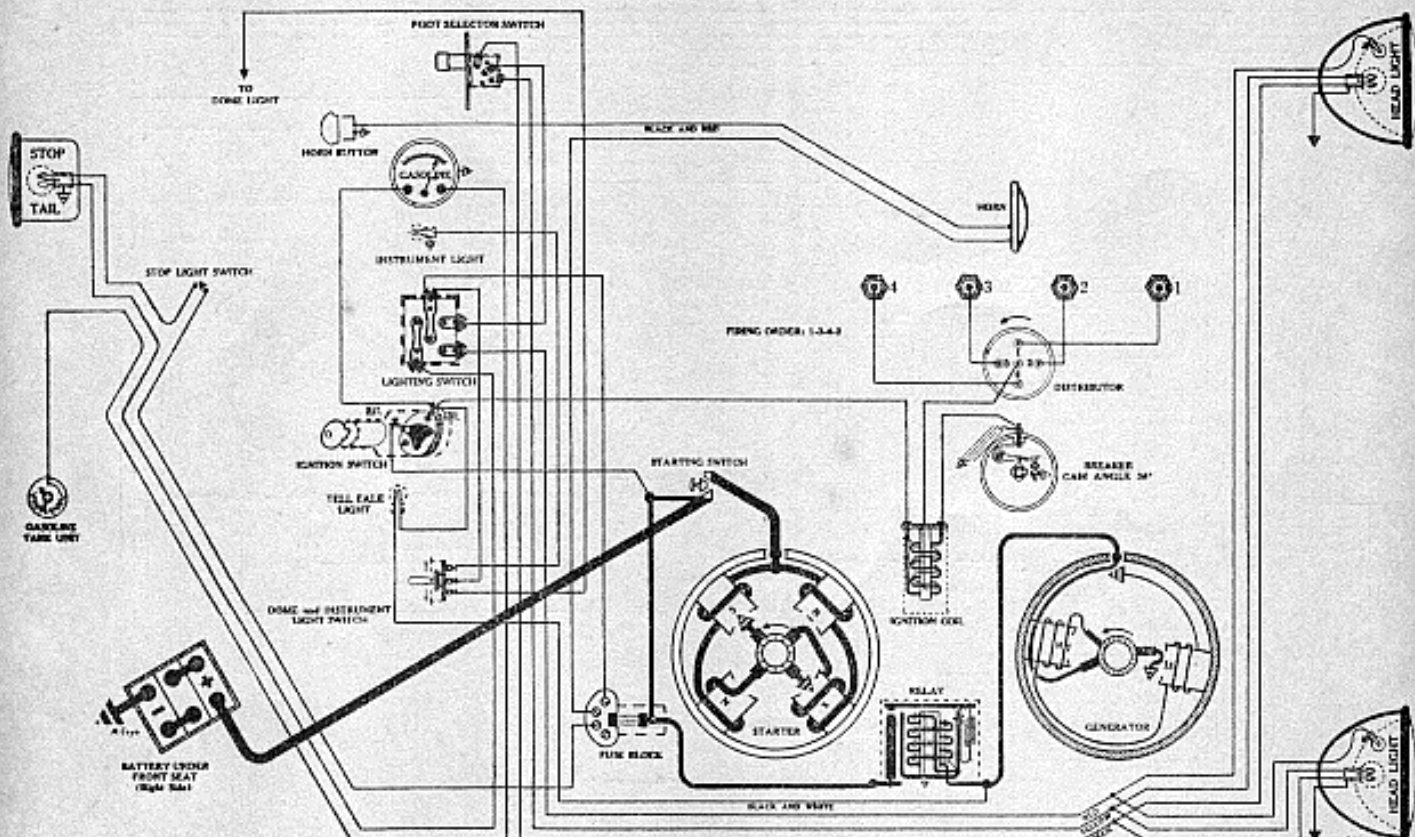 FOOT SELECTOR SWITCH
TO
DOME LIGHT
HORN BUTTON
BLACK AND RED
HEAD LIGHT
STOP
TAIL
GASOLINE
HORN
INSTRUMENT LIGHT
STOP LIGHT SWITCH
4
3
2
1
FIRING ORDER: 1-3-4-2
LIGHTING SWITCH
DISTRIBUTOR
IGNITION SWITCH
STARTING SWITCH
BREAKER
CAM ANGLE
TELL TALE
LIGHT
GASOLINE
TANK UNIT
DOME and INSTRUMENT
LIGHT SWITCH
IGNITION COIL
RELAY
+
−
STARTER
GENERATOR
FUSE BLOCK
BATTERY UNDER
FRONT SEAT
(Right Side)
BLACK AND WHITE
HEAD LIGHT